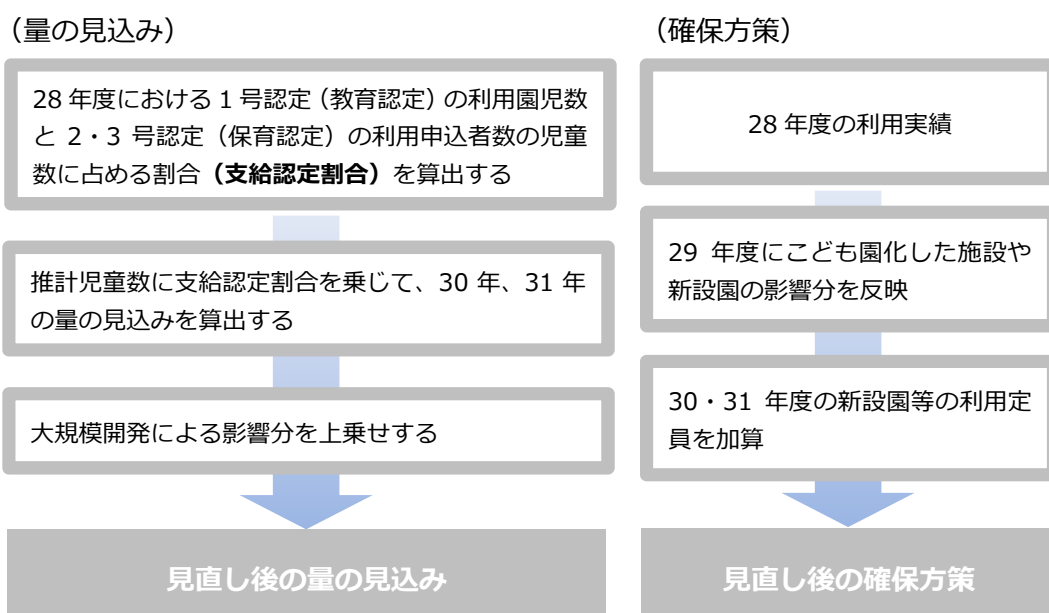 （量の見込み）
28 年度における 1 号認定（教育認定）の利用園児数
と 2・3 号認定（保育認定）の利用申込者数の児童
数に占める割合（支給認定割合）を算出する
推計児童数に支給認定割合を乗じて、30 年、31 年
の量の見込みを算出する
大規模開発による影響分を上乗せする
見直し後の量の見込み
（確保方策）
28 年度の利用実績
29 年度にこども園化した施設や
新設園の影響分を反映
30・31 年度の新設園等の利用定
員を加算
見直し後の確保方策